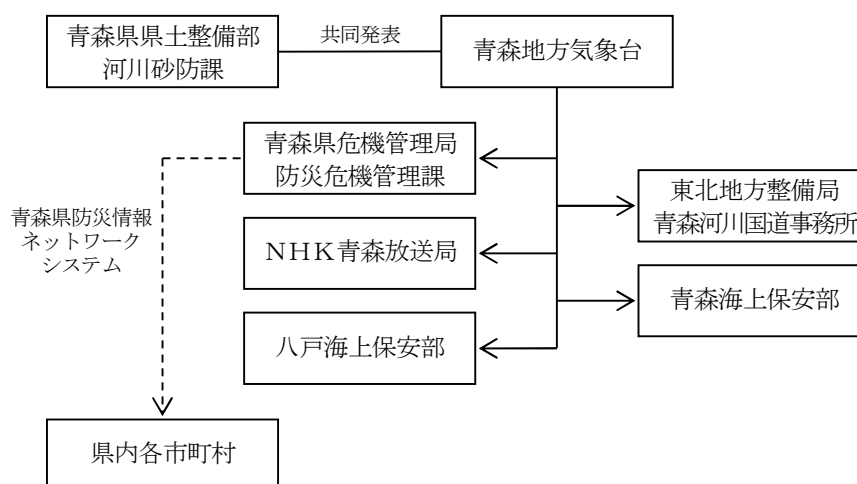 青森県県土整備部
河川砂防課
共同発表
青森地方気象台
青森県危機管理局
防災危機管理課
東北地方整備局
青森河川国道事務所
青森県防災情報
ネットワーク
システム
ＮＨＫ青森放送局
青森海上保安部
八戸海上保安部
県内各市町村